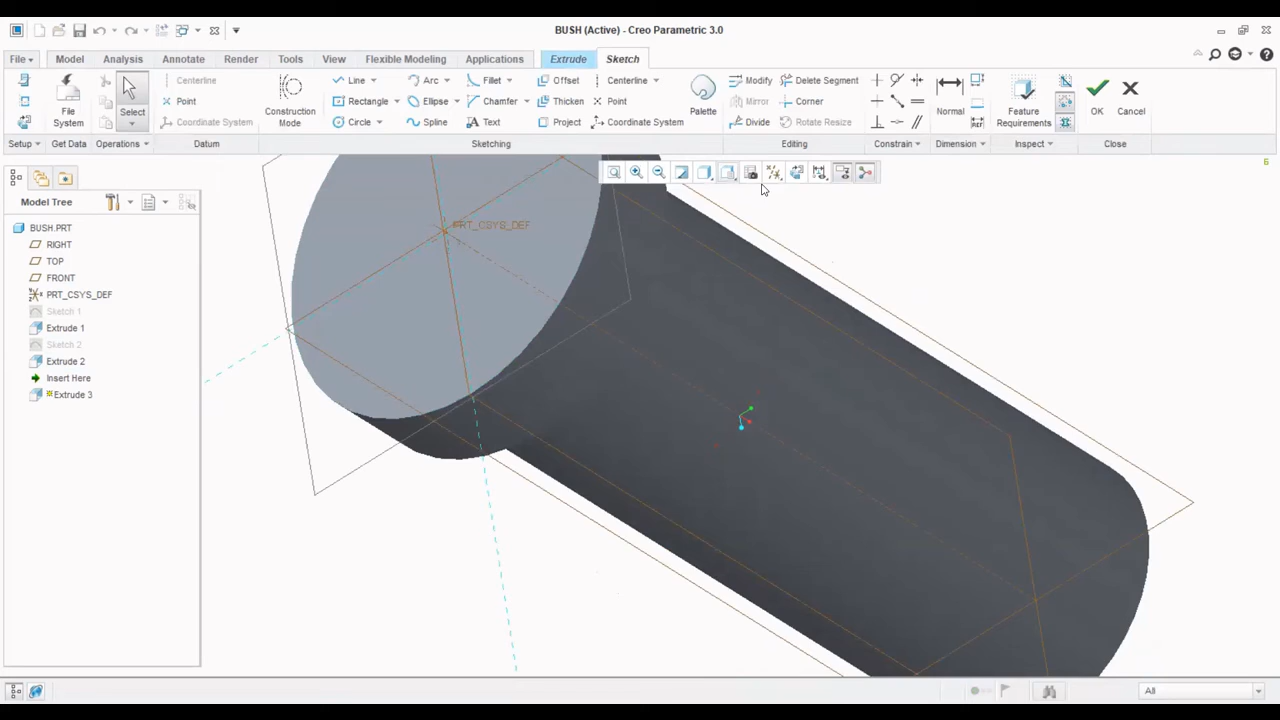 BUSH (Active) - Creo Parametric 3.0
File Model Analysis Annotate Render Tools View Flexible Modeling Applications Extrude Sketch
File System
Select
Centerline
Point
Coordinate System
Construction Mode
Line Arc Fillet Offset Centerline
Rectangle Ellipse Chamfer Thicken Point
Circle Spline Text Project Coordinate System
Palette
Modify Delete Segment
Mirror Corner
Divide Rotate Resize
Normal
Feature Requirements
OK
Cancel
Setup Get Data Operations Datum Sketching Editing Constrain Dimension Inspect Close
6
Model Tree
BUSH.PRT
RIGHT
TOP
FRONT
PRT_CSYS_DEF
Sketch 1
Extrude 1
Sketch 2
Extrude 2
Insert Here
Extrude 3
PRT_CSYS_DEF
All